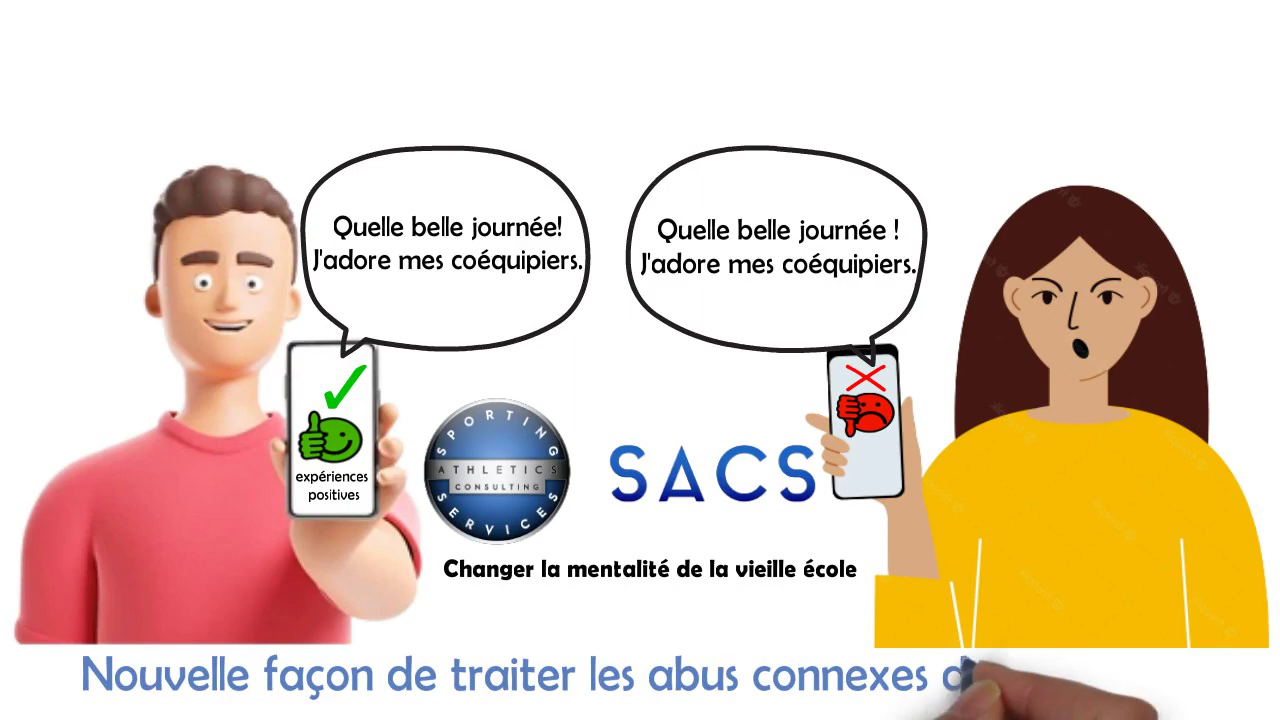 Quelle belle journée!
J'adore mes coéquipiers.
Quelle belle journée !
J'adore mes coéquipiers.
expériences
positives
SPORTING
ATHLETICS
CONSULTING
SERVICES
SACS
Changer la mentalité de la vieille école
Nouvelle façon de traiter les abus connexes